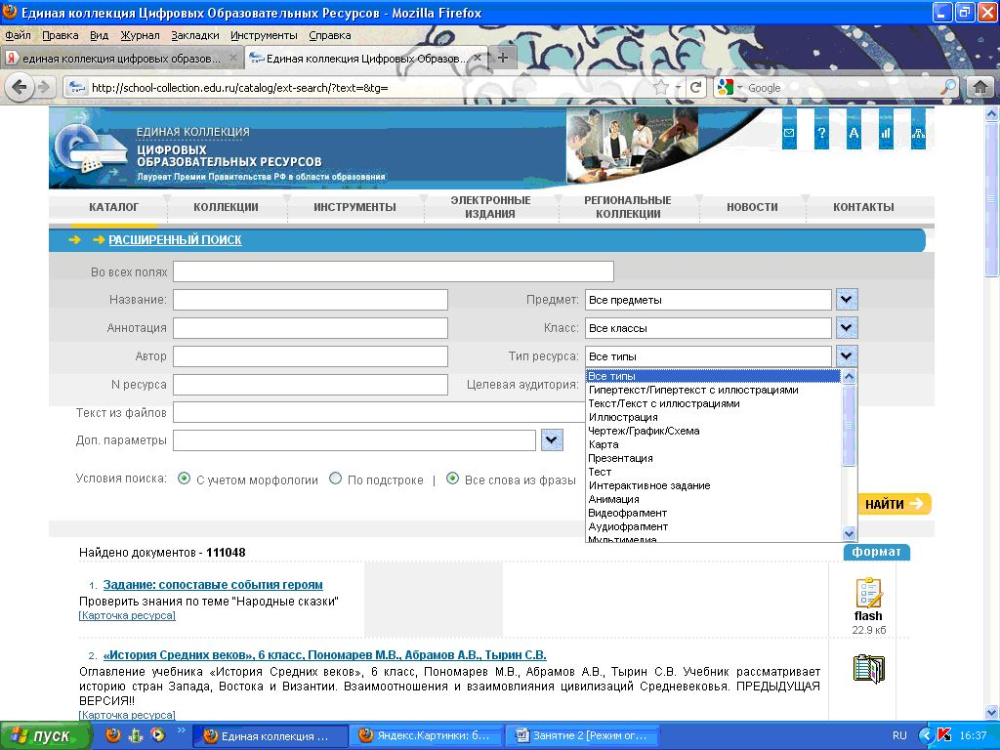 Единая коллекция Цифровых Образовательных Ресурсов - Mozilla Firefox
Файл Правка Вид Журнал Закладки Инструменты Справка
единая коллекция цифровых образов... Единая коллекция Цифровых Образов...
http://school-collection.edu.ru/catalog/ext-search/?text=&tg= Google
ЕДИНАЯ КОЛЛЕКЦИЯ
ЦИФРОВЫХ
ОБРАЗОВАТЕЛЬНЫХ РЕСУРСОВ
Лауреат Премии Правительства РФ в области образования
КАТАЛОГ КОЛЛЕКЦИИ ИНСТРУМЕНТЫ ЭЛЕКТРОННЫЕ ИЗДАНИЯ РЕГИОНАЛЬНЫЕ КОЛЛЕКЦИИ НОВОСТИ КОНТАКТЫ
РАСШИРЕННЫЙ ПОИСК
Во всех полях
Название: Предмет: Все предметы
Аннотация Класс: Все классы
Автор Тип ресурса: Все типы
N ресурса Целевая аудитория:
Текст из файлов
Доп. параметры
Условия поиска: С учетом морфологии По подстроке | Все слова из фразы
Все типы
Гипертекст/Гипертекст с иллюстрациями
Текст/Текст с иллюстрациями
Иллюстрация
Чертеж/График/Схема
Карта
Презентация
Тест
Интерактивное задание
Анимация
Видеофрагмент
Аудиофрагмент
Мультимедиа
НАЙТИ
Найдено документов - 111048 формат
1. Задание: сопоставьте события героям
Проверить знания по теме "Народные сказки"
[Карточка ресурса]
flash
22.9 кб
2. «История Средних веков», 6 класс, Пономарев М.В., Абрамов А.В., Тырин С.В.
Оглавление учебника «История Средних веков», 6 класс, Пономарев М.В., Абрамов А.В., Тырин С.В. Учебник рассматривает
историю стран Запада, Востока и Византии. Взаимоотношения и взаимовлияния цивилизаций Средневековья. ПРЕДЫДУЩАЯ
ВЕРСИЯ!!
[Карточка ресурса]
пуск Единая коллекция ... Яндекс.Картинки: б... Занятие 2 [Режим ог... RU 16:37